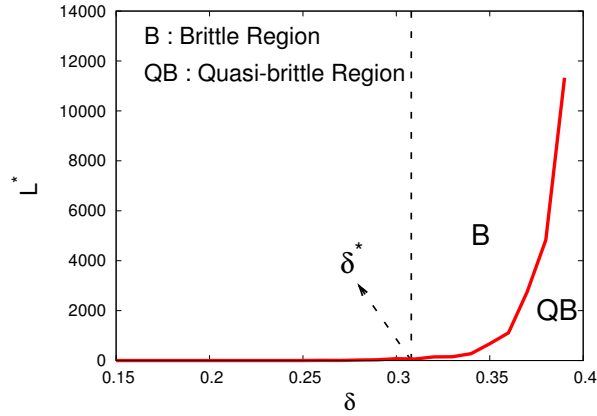 14000
12000
10000
8000
6000
4000
2000
0
L*
B : Brittle Region
QB : Quasi-brittle Region
B
δ*
QB
0.15 0.2 0.25 0.3 0.35 0.4
δ